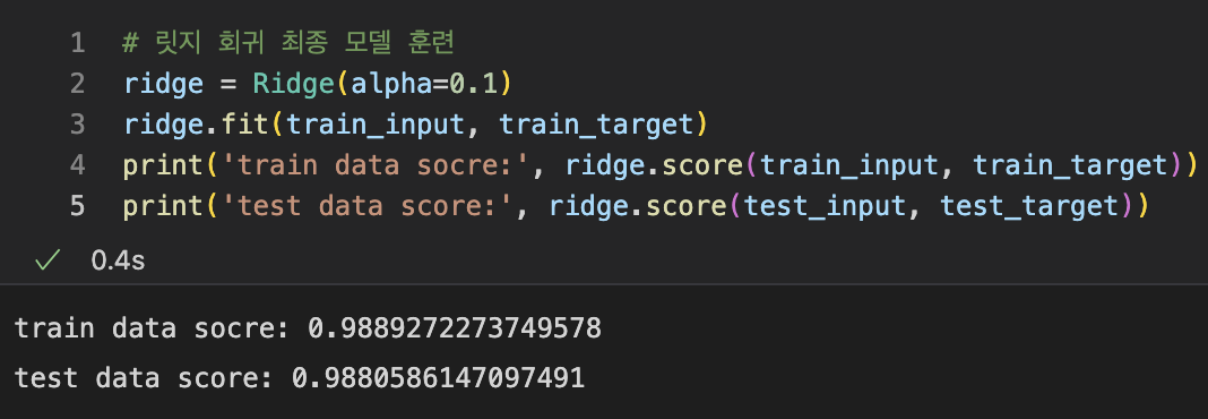 1 # 릿지 회귀 최종 모델 훈련
2 ridge = Ridge(alpha=0.1)
3 ridge.fit(train_input, train_target)
4 print('train data socre:', ridge.score(train_input, train_target))
5 print('test data score:', ridge.score(test_input, test_target))
✓ 0.4s
train data socre: 0.9889272273749578
test data score: 0.9880586147097491